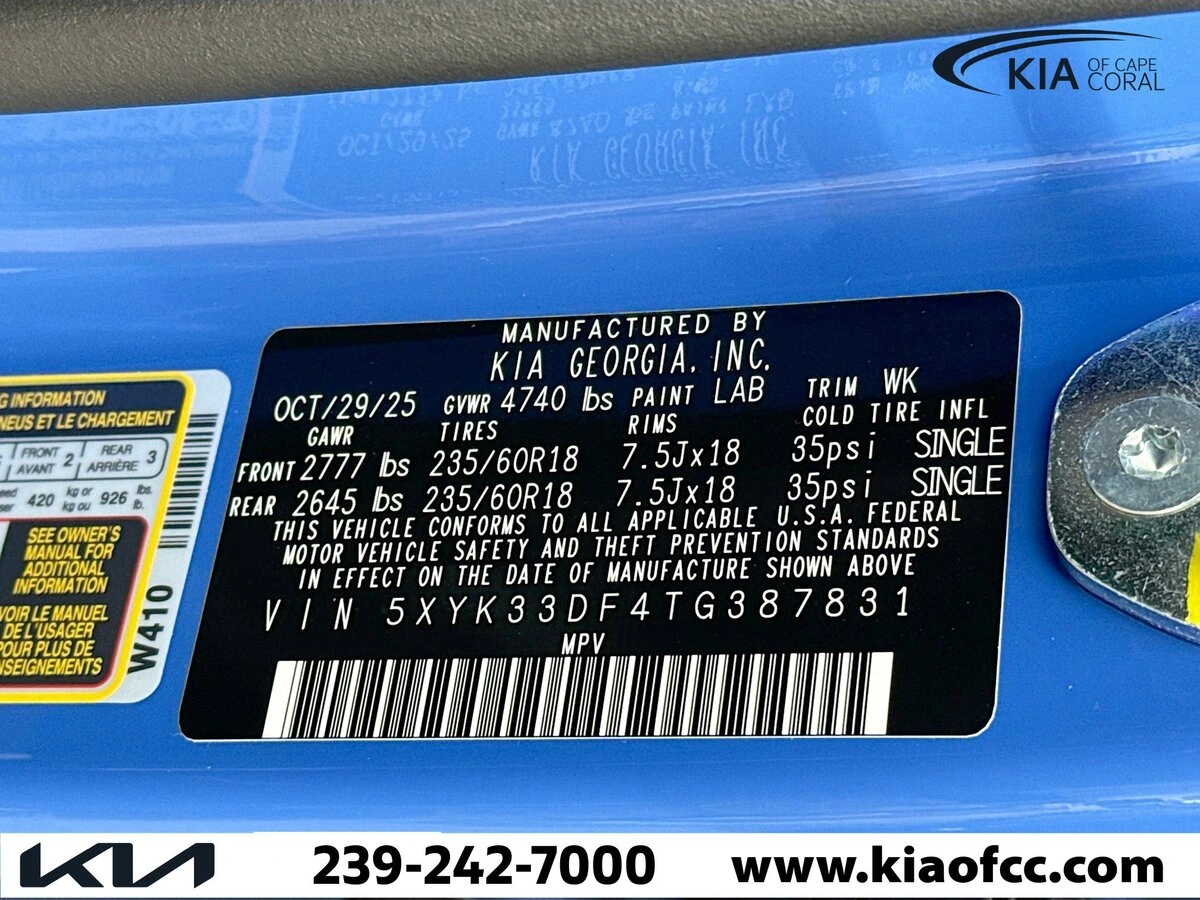 KIA OF CAPE CORAL
MANUFACTURED BY
KIA GEORGIA, INC.
OCT/29/25 GVWR 4740 lbs PAINT LAB TRIM WK
GAWR TIRES RIMS COLD TIRE INFL
FRONT 2777 lbs 235/60R18 7.5Jx18 35psi SINGLE
REAR 2645 lbs 235/60R18 7.5Jx18 35psi SINGLE
THIS VEHICLE CONFORMS TO ALL APPLICABLE U.S.A. FEDERAL
MOTOR VEHICLE SAFETY AND THEFT PREVENTION STANDARDS
IN EFFECT ON THE DATE OF MANUFACTURE SHOWN ABOVE
VIN 5XYK33DF4TG387831
MPV
INFORMATION
ET LE CHARGEMENT
FRONT AVANT 2 REAR ARRIÈRE 3
420 kg or kg ou 926 lbs. lb.
SEE OWNER'S
MANUAL FOR
ADDITIONAL
INFORMATION
VOIR LE MANUEL
DE L'USAGER
POUR PLUS DE
W410
KIA 239-242-7000 www.kiaofcc.com